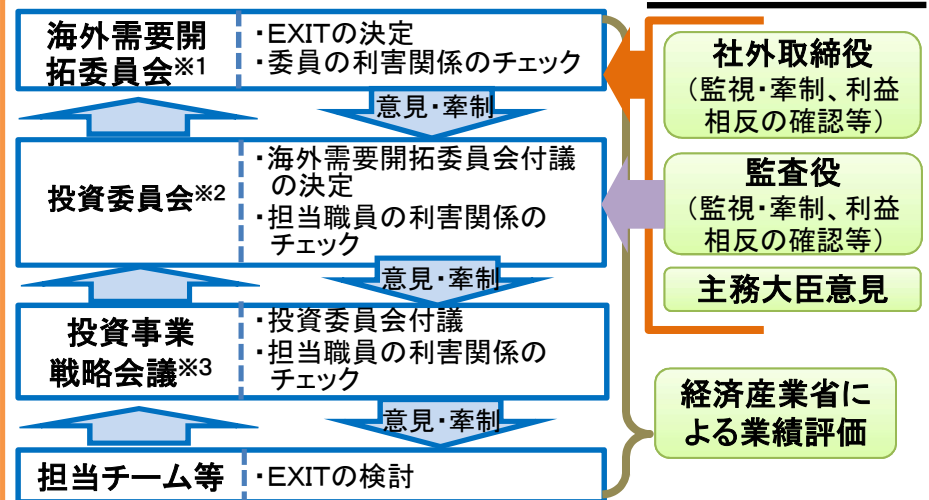 海外需要開
拓委員会※1
・EXITの決定
・委員の利害関係のチェック
意見・牽制
投資委員会※2
・海外需要開拓委員会付議
の決定
・担当職員の利害関係の
チェック
意見・牽制
投資事業
戦略会議※3
・投資委員会付議
・担当職員の利害関係の
チェック
意見・牽制
担当チーム等
・EXITの検討
社外取締役
（監視・牽制、利益
相反の確認等）
監査役
（監視・牽制、利益
相反の確認等）
主務大臣意見
経済産業省に
よる業績評価